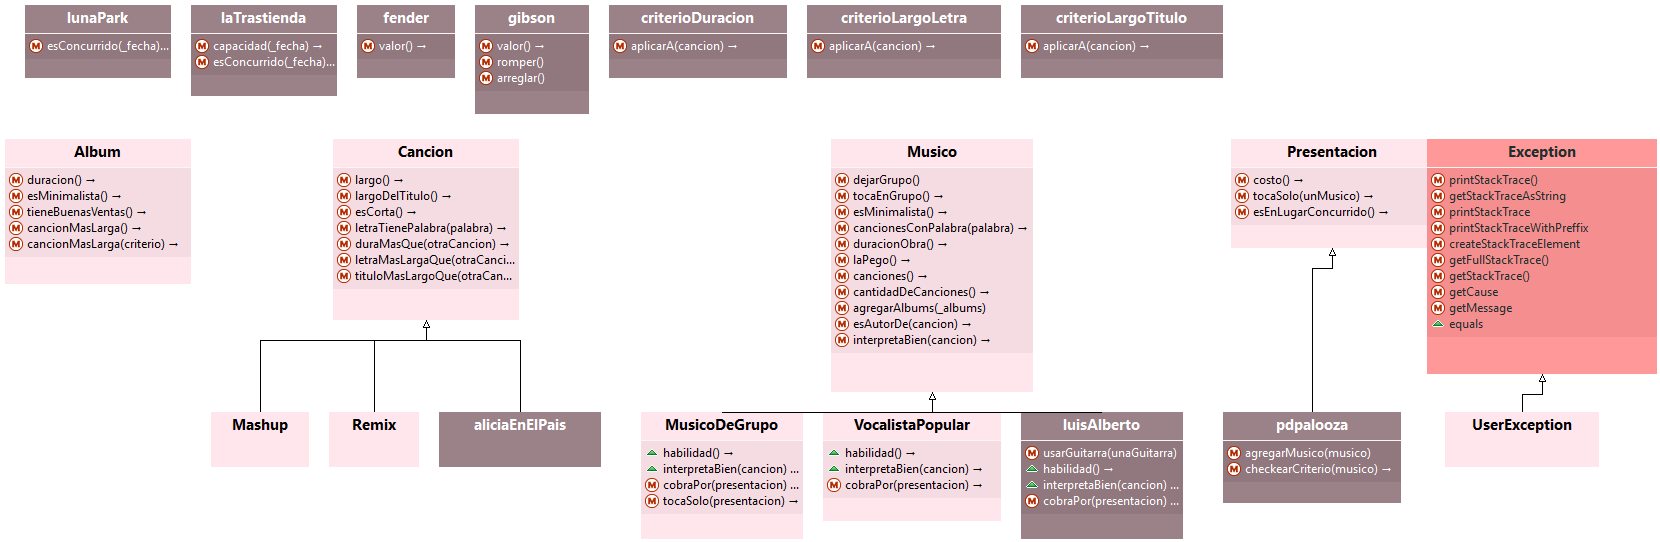 lunaPark
esConcurrido(_fecha)...
laTrastienda
capacidad(_fecha) →
esConcurrido(_fecha)...
fender
valor() →
gibson
valor() →
romper()
arreglar()
criterioDuracion
aplicarA(cancion) →
criterioLargoLetra
aplicarA(cancion) →
criterioLargoTitulo
aplicarA(cancion) →
Album
duracion() →
esMinimalista() →
tieneBuenasVentas() →
cancionMasLarga() →
cancionMasLarga(criterio) →
Cancion
largo() →
largoDelTitulo() →
esCorta() →
letraTienePalabra(palabra) →
duraMasQue(otraCancion) →
letraMasLargaQue(otraCanci...
tituloMasLargoQue(otraCan...
Musico
dejarGrupo()
tocaEnGrupo() →
esMinimalista() →
cancionesConPalabra(palabra) →
duracionObra() →
laPego() →
canciones() →
cantidadDeCanciones() →
agregarAlbums(_albums)
esAutorDe(cancion) →
interpretaBien(cancion) →
Presentacion
costo() →
tocaSolo(unMusico) →
esEnLugarConcurrido() →
Exception
printStackTrace()
getStackTraceAsString
printStackTrace
printStackTraceWithPreffix
createStackTraceElement
getFullStackTrace()
getStackTrace()
getCause
getMessage
equals
Mashup
Remix
aliciaEnElPais
MusicoDeGrupo
habilidad() →
interpretaBien(cancion) ...
cobraPor(presentacion) ...
tocaSolo(presentacion) →
VocalistaPopular
habilidad() →
interpretaBien(cancion) →
cobraPor(presentacion) →
luisAlberto
usarGuitarra(unaGuitarra)
habilidad() →
interpretaBien(cancion) ...
cobraPor(presentacion) ...
pdpalooza
agregarMusico(musico)
checkearCriterio(musico) →
UserException